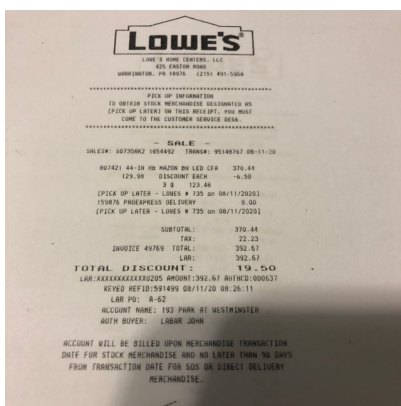 LOWE'S
LOWE'S HOME CENTERS, LLC
425 EASTON ROAD
WARRINGTON, PA 18976 (215) 491-5960
PICK UP INFORMATION
TO OBTAIN STOCK MERCHANDISE DESIGNATED AS
[PICK UP LATER] ON THIS RECEIPT, YOU MUST
COME TO THE CUSTOMER SERVICE DESK.
- SALE -
SALES#: SO735RK2 1854492 TRANS#: 95148767 08-11-20
807421 44-IN HB MAZON BN LED CFA 370.44
129.98 DISCOUNT EACH -6.50
3 @ 123.48
[PICK UP LATER - LOWES # 735 on 08/11/2020]
159876 PROEXPRESS DELIVERY 0.00
[PICK UP LATER - LOWES # 735 on 08/11/2020]
SUBTOTAL: 370.44
TAX: 22.23
INVOICE 49769 TOTAL: 392.67
LAR: 392.67
TOTAL DISCOUNT: 19.50
LAR:XXXXXXXXXXXX0205 AMOUNT:392.67 AUTHCD:000637
KEYED REFID:591499 08/11/20 08:26:11
LAR PO: A-62
ACCOUNT NAME: 193 PARK AT WESTMINSTER
AUTH BUYER: LABAR JOHN
ACCOUNT WILL BE BILLED UPON MERCHANDISE TRANSACTION
DATE FOR STOCK MERCHANDISE AND NO LATER THAN 90 DAYS
FROM TRANSACTION DATE FOR SOS OR DIRECT DELIVERY
MERCHANDISE.